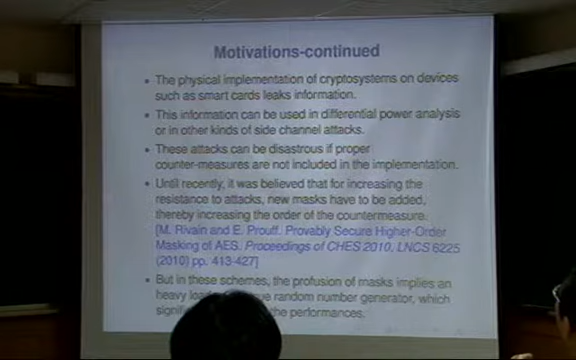 Motivations-continued
• The physical implementation of cryptosystems on devices
such as smart cards leaks information.
• This information can be used in differential power analysis
or in other kinds of side channel attacks.
• These attacks can be disastrous if proper
counter-measures are not included in the implementation.
• Until recently, it was believed that for increasing the
resistance to attacks, new masks have to be added,
thereby increasing the order of the countermeasure.
[M. Rivain and E. Prouff. Provably Secure Higher-Order
Masking of AES. Proceedings of CHES 2010, LNCS 6225
(2010) pp. 413-427]
• But in these schemes, the profusion of masks implies an
heavy random number generator, which
the performances.